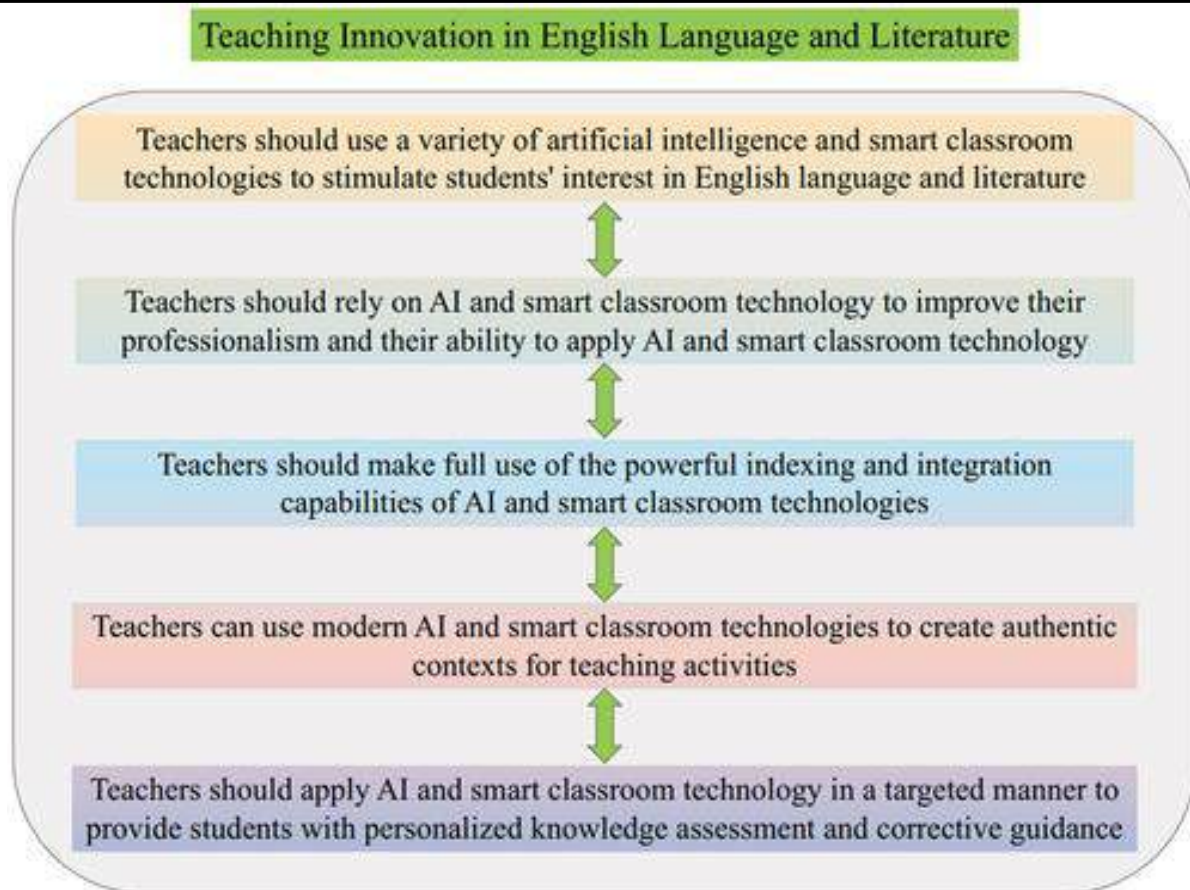 Teaching Innovation in English Language and Literature
Teachers should use a variety of artificial intelligence and smart classroom
technologies to stimulate students' interest in English language and literature
Teachers should rely on AI and smart classroom technology to improve their
professionalism and their ability to apply AI and smart classroom technology
Teachers should make full use of the powerful indexing and integration
capabilities of AI and smart classroom technologies
Teachers can use modern AI and smart classroom technologies to create authentic
contexts for teaching activities
Teachers should apply AI and smart classroom technology in a targeted manner to
provide students with personalized knowledge assessment and corrective guidance